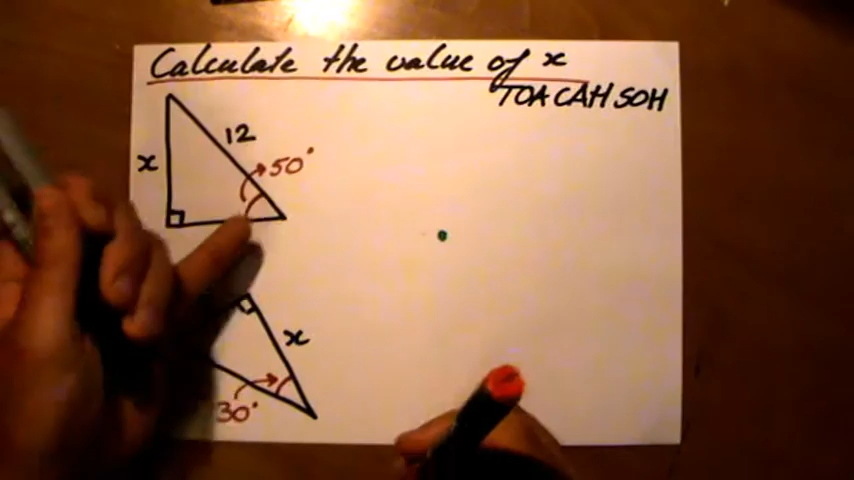 Calculate the value of x
TOA CAH SOH
12
x
50°
x
30°